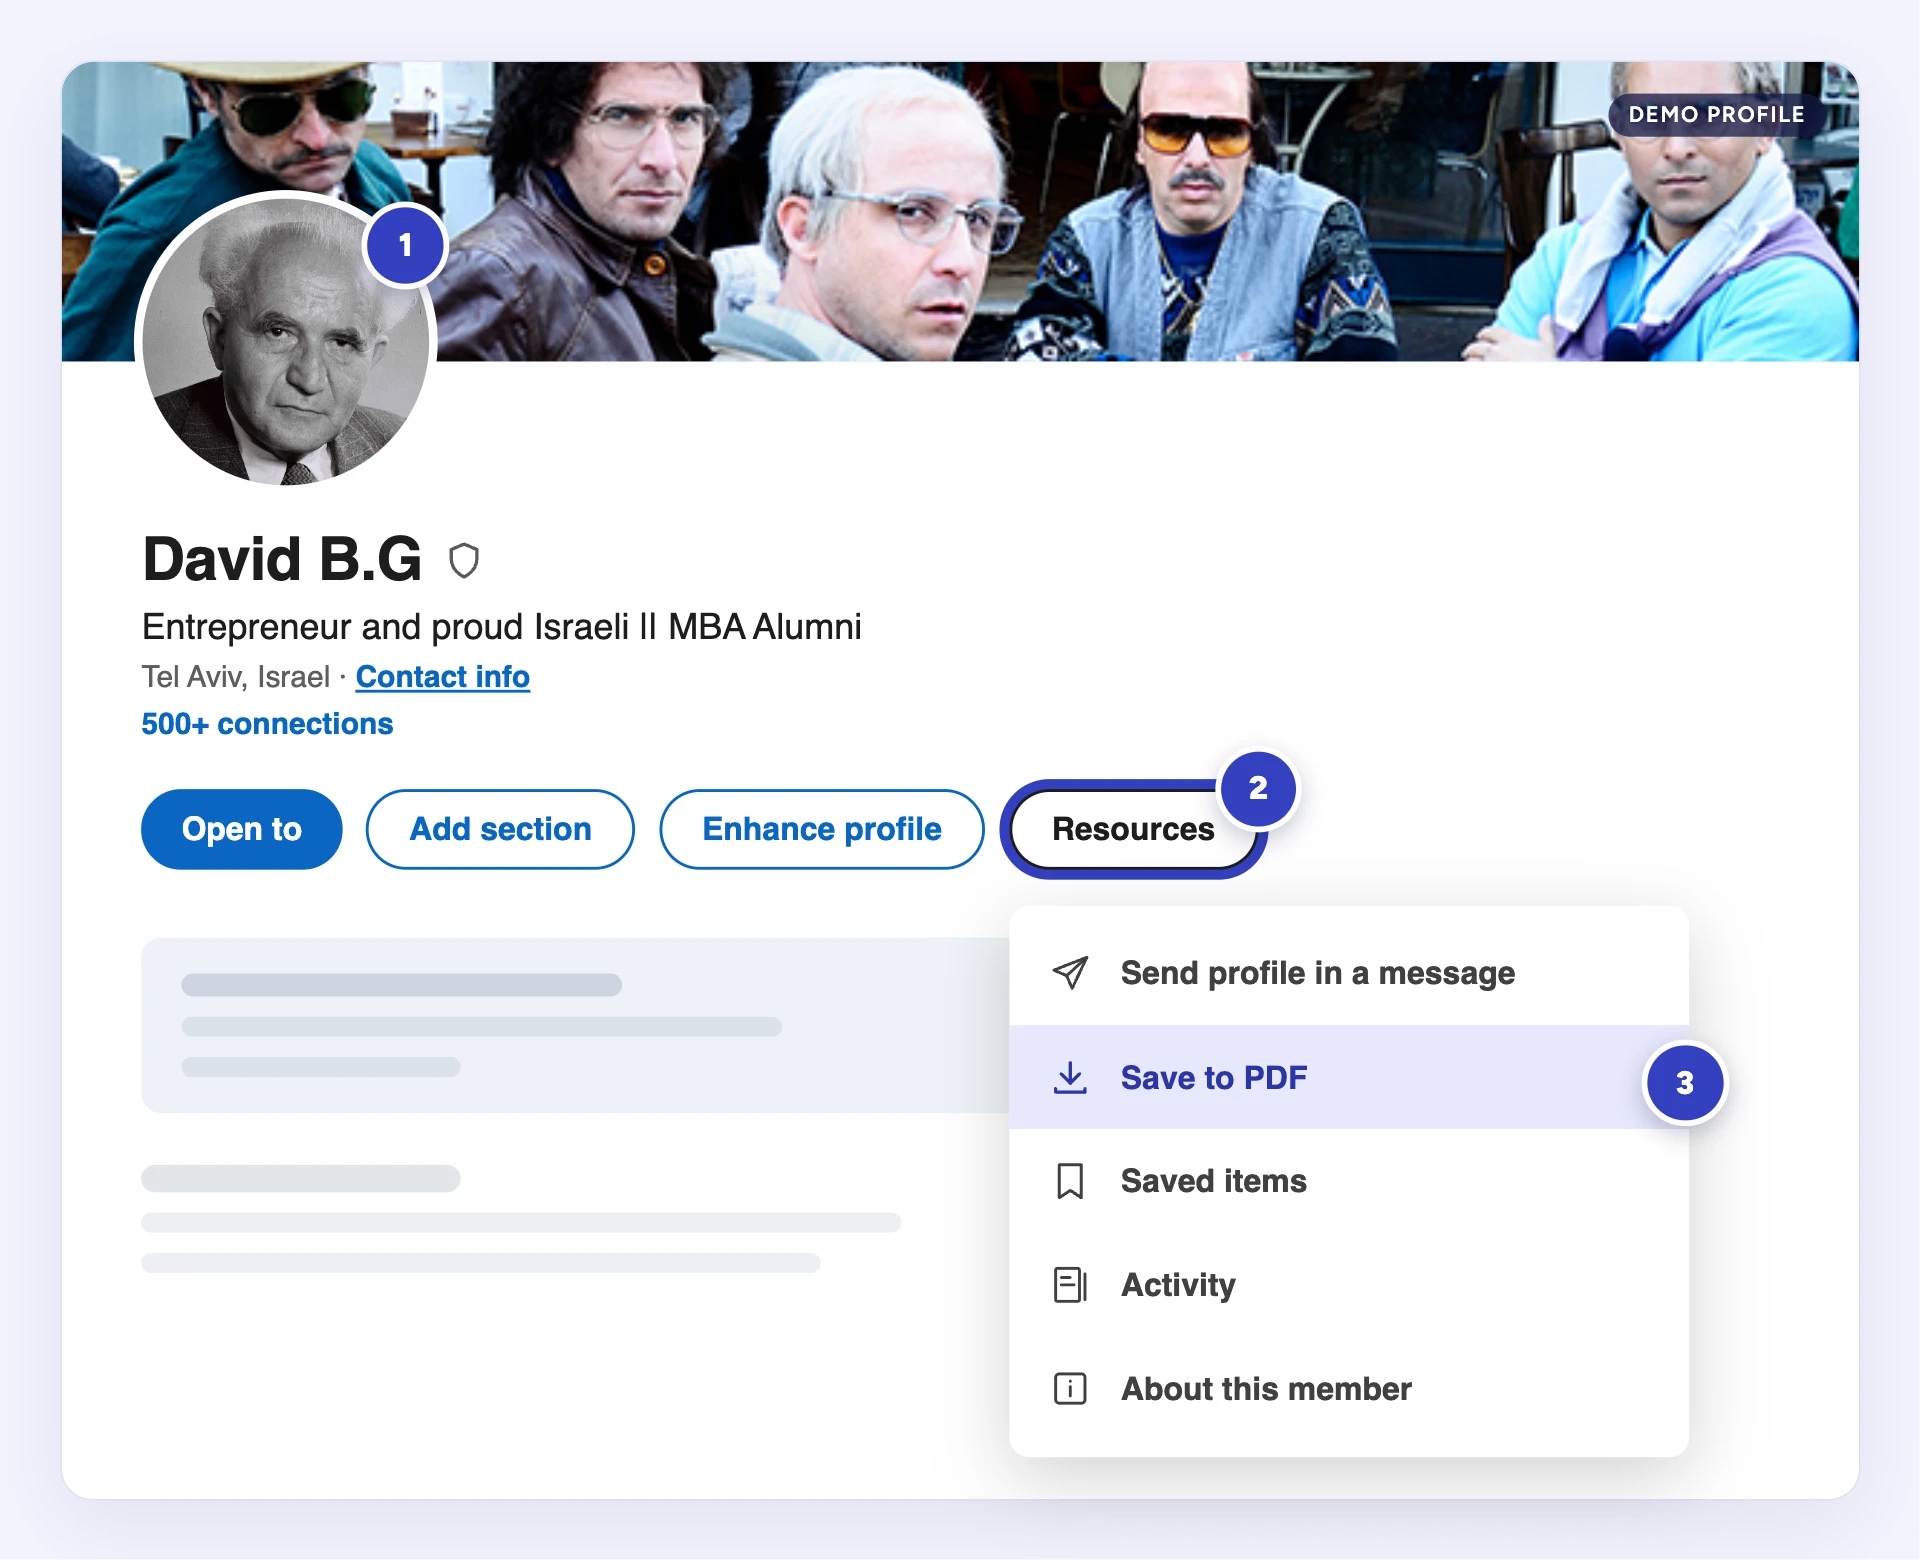 DEMO PROFILE
1
David B.G
Entrepreneur and proud Israeli || MBA Alumni
Tel Aviv, Israel · Contact info
500+ connections
2
Open to
Add section
Enhance profile
Resources
Send profile in a message
Save to PDF
3
Saved items
Activity
About this member